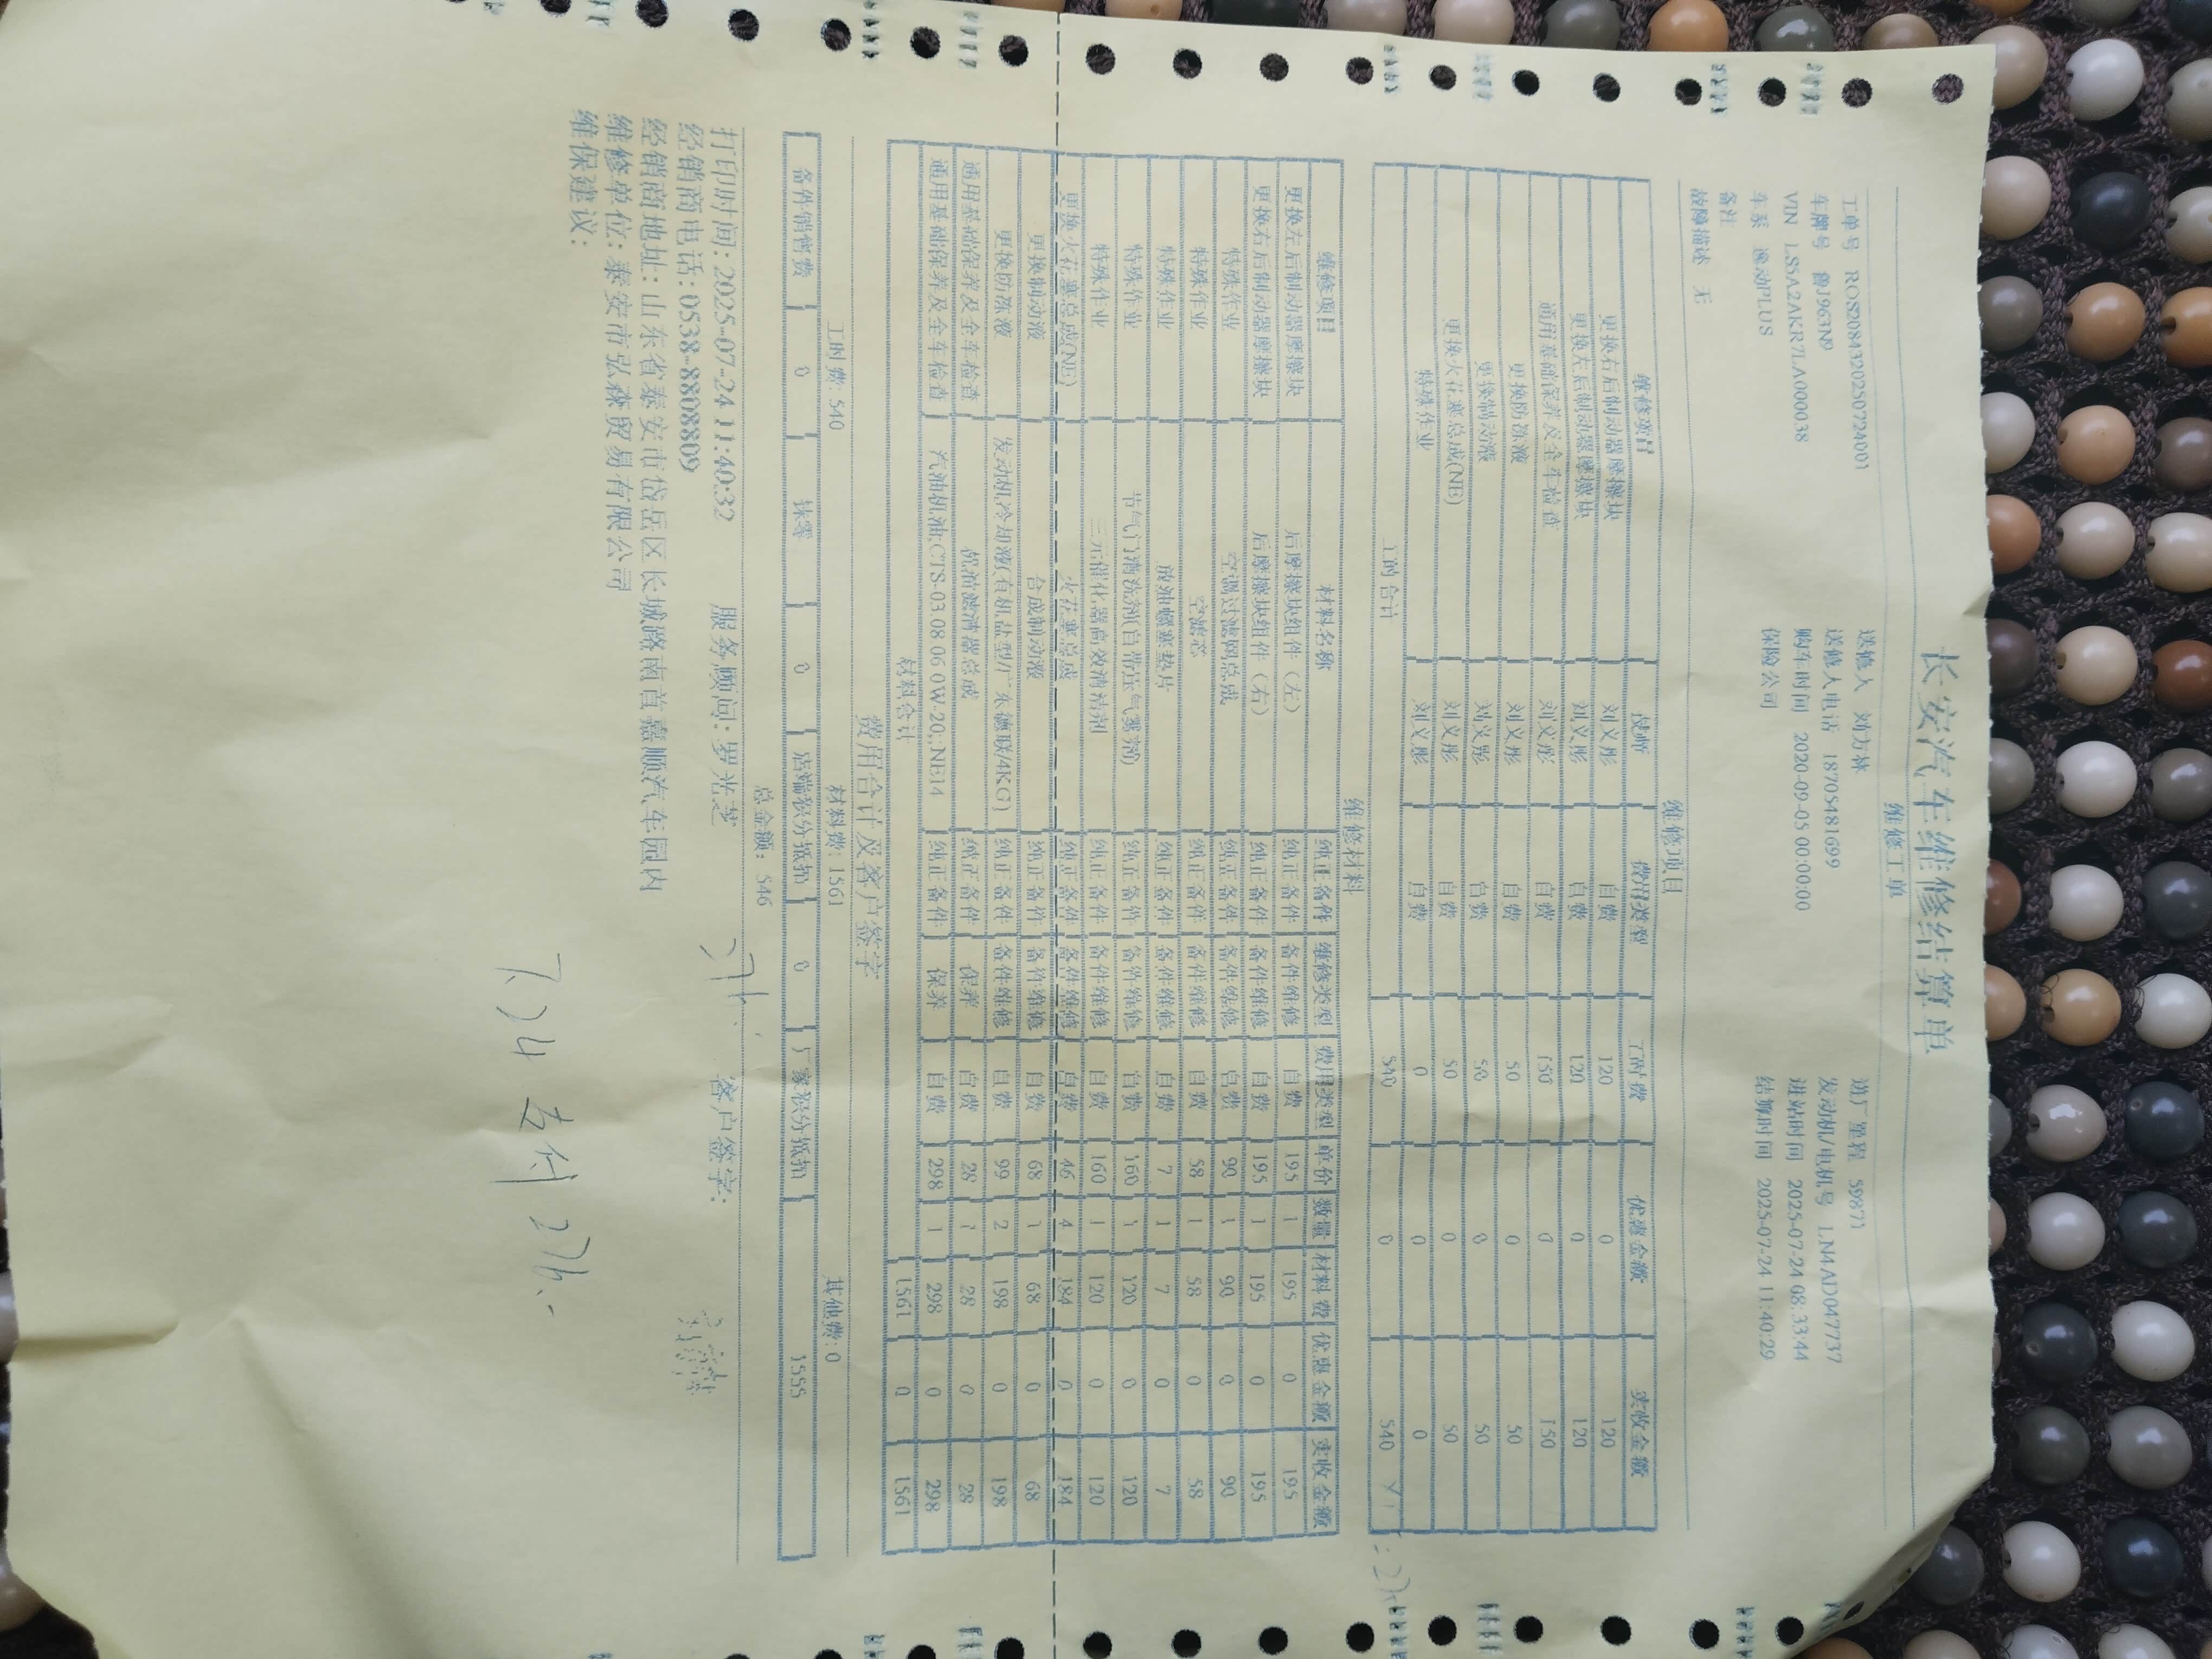 长安汽车维修结算单
维修工单
工单号 ROS208432025072​4001 送修人 刘方林 进厂里程 59871
车牌号 鲁J963N9 送修人电话 18705481699 发动机/电机号 LN4AD047737
VIN LS5A2AKR7LA000038 购车时间 2020-09-05 00:00:00 进站时间 2025-07-24 08:33:44
车系 逸动PLUS 保险公司 结算时间 2025-07-24 11:40:29
备注
故障描述 无
维修项目
维修项目 技师 费用类型 工时费 优惠金额 实收金额
更换右后制动器摩擦块 刘义彤 自费 120 0 120
更换左后制动器摩擦块 刘义彤 自费 120 0 120
通用基础保养及全车检查 刘义彤 自费 150 0 150
更换防冻液 刘义彤 自费 50 0 50
更换制动液 刘义彤 自费 50 0 50
更换火花塞总成(NE) 刘义彤 自费 50 0 50
特殊作业 刘义彤 自费 0 0 0
工时合计 540 0 540
维修材料
维修项目 材料名称 纯正备件 维修类型 费用类型 单价 数量 材料费 优惠金额 实收金额
更换左后制动器摩擦块 后摩擦块组件（左） 纯正备件 备件维修 自费 195 1 195 0 195
更换右后制动器摩擦块 后摩擦块组件（右） 纯正备件 备件维修 自费 195 1 195 0 195
特殊作业 空调过滤网总成 纯正备件 备件维修 自费 90 1 90 0 90
特殊作业 空滤芯 纯正备件 备件维修 自费 58 1 58 0 58
特殊作业 放油螺塞垫片 纯正备件 备件维修 自费 7 1 7 0 7
特殊作业 节气门清洗剂(自带压气雾剂) 纯正备件 备件维修 自费 160 1 120 0 120
特殊作业 三元催化器高效清洁剂 纯正备件 备件维修 自费 160 1 120 0 120
更换火花塞总成(NE) 火花塞总成 纯正备件 备件维修 自费 46 4 184 0 184
更换制动液 合成制动液 纯正备件 备件维修 自费 68 1 68 0 68
更换防冻液 发动机冷却液(有机盐型/广东德联/4KG) 纯正备件 备件维修 自费 99 2 198 0 198
通用基础保养及全车检查 机油滤清器总成 纯正备件 保养 自费 28 1 28 0 28
通用基础保养及全车检查 汽油机油;CTS-03 08 06 0W-20;;NE14 纯正备件 保养 自费 298 1 298 0 298
材料合计 1561 0 1561
费用合计及客户签字
工时费: 540 材料费: 1561 其他费: 0
备件销售费 0 抹零 0 店端积分抵扣 0 厂家积分抵扣 1555
总金额: 546
打印时间: 2025-07-24 11:40:32 服务顾问: 罗光芝 客户签字:
经销商电话: 0538-8808809
经销商地址: 山东省泰安市岱岳区长城路南首嘉顺汽车园内
维修单位: 泰安市弘森贸易有限公司
维保建议: